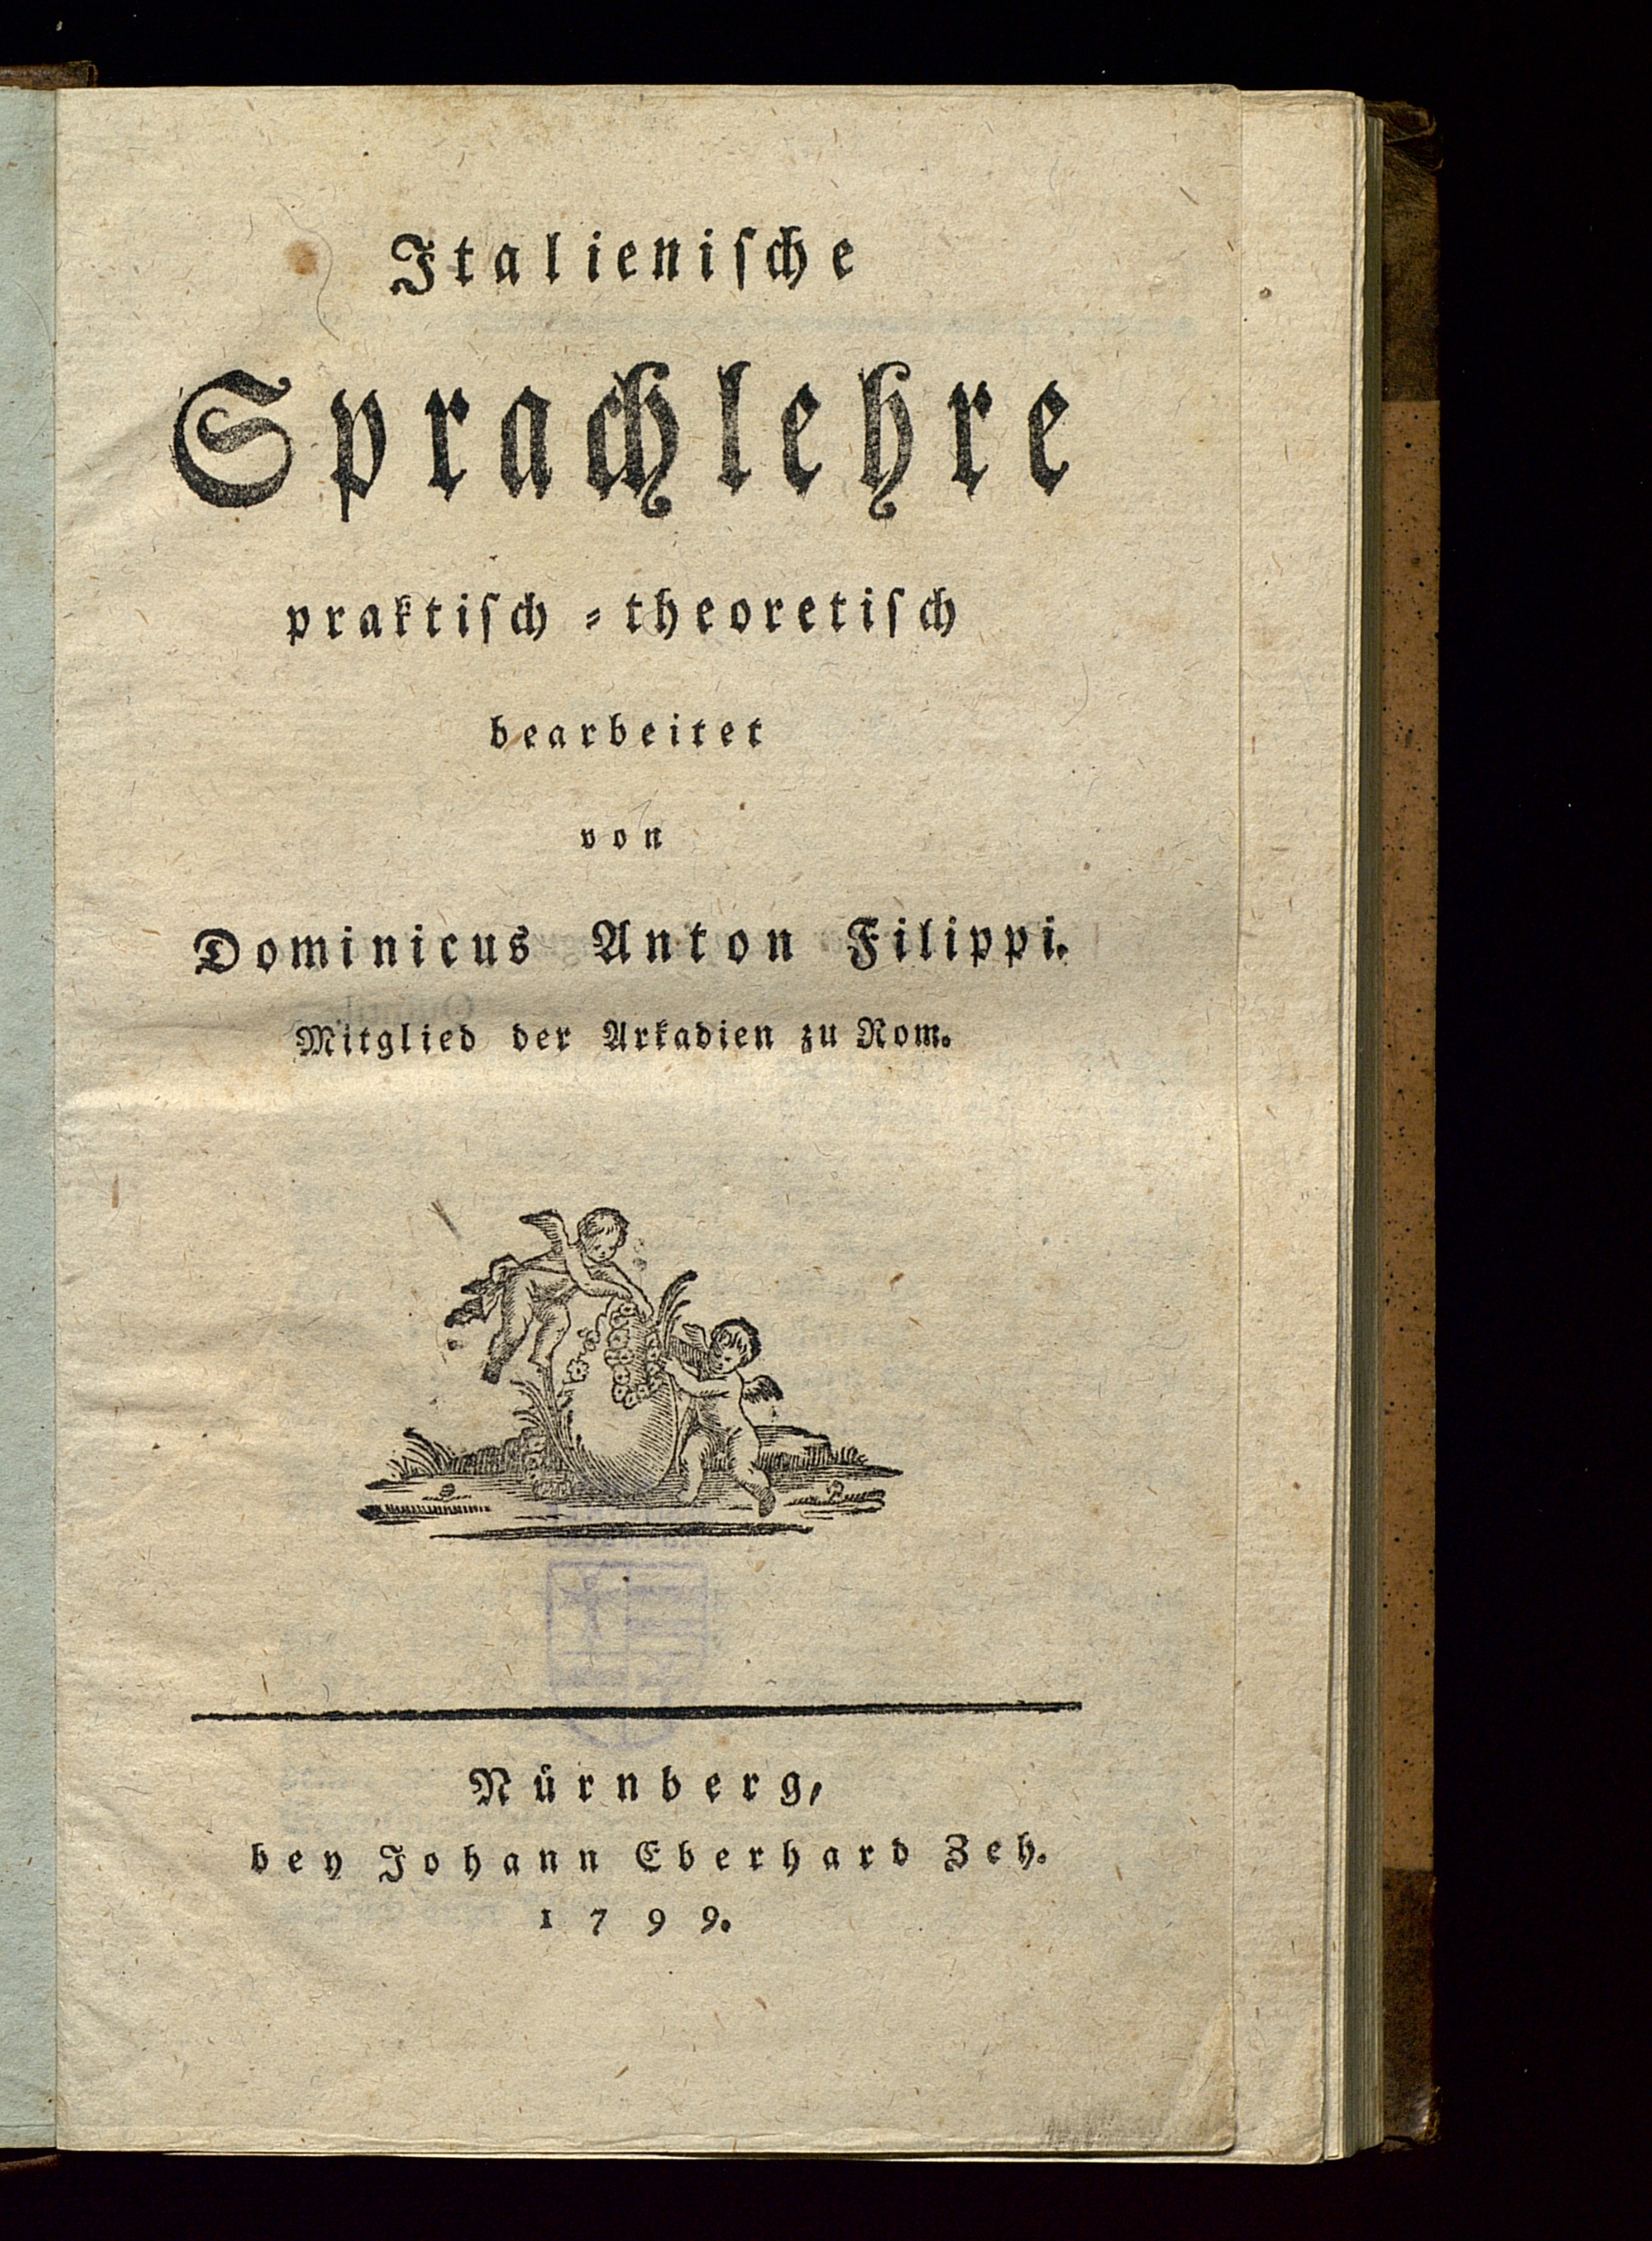 Italieniſche
Sprachlehre
praktiſch = theoretiſch
bearbeitet
von
Dominicus Anton Filippi.
Mitglied der Arkadien zu Rom.
Nürnberg,
bey Johann Eberhard Zeh.
1799.